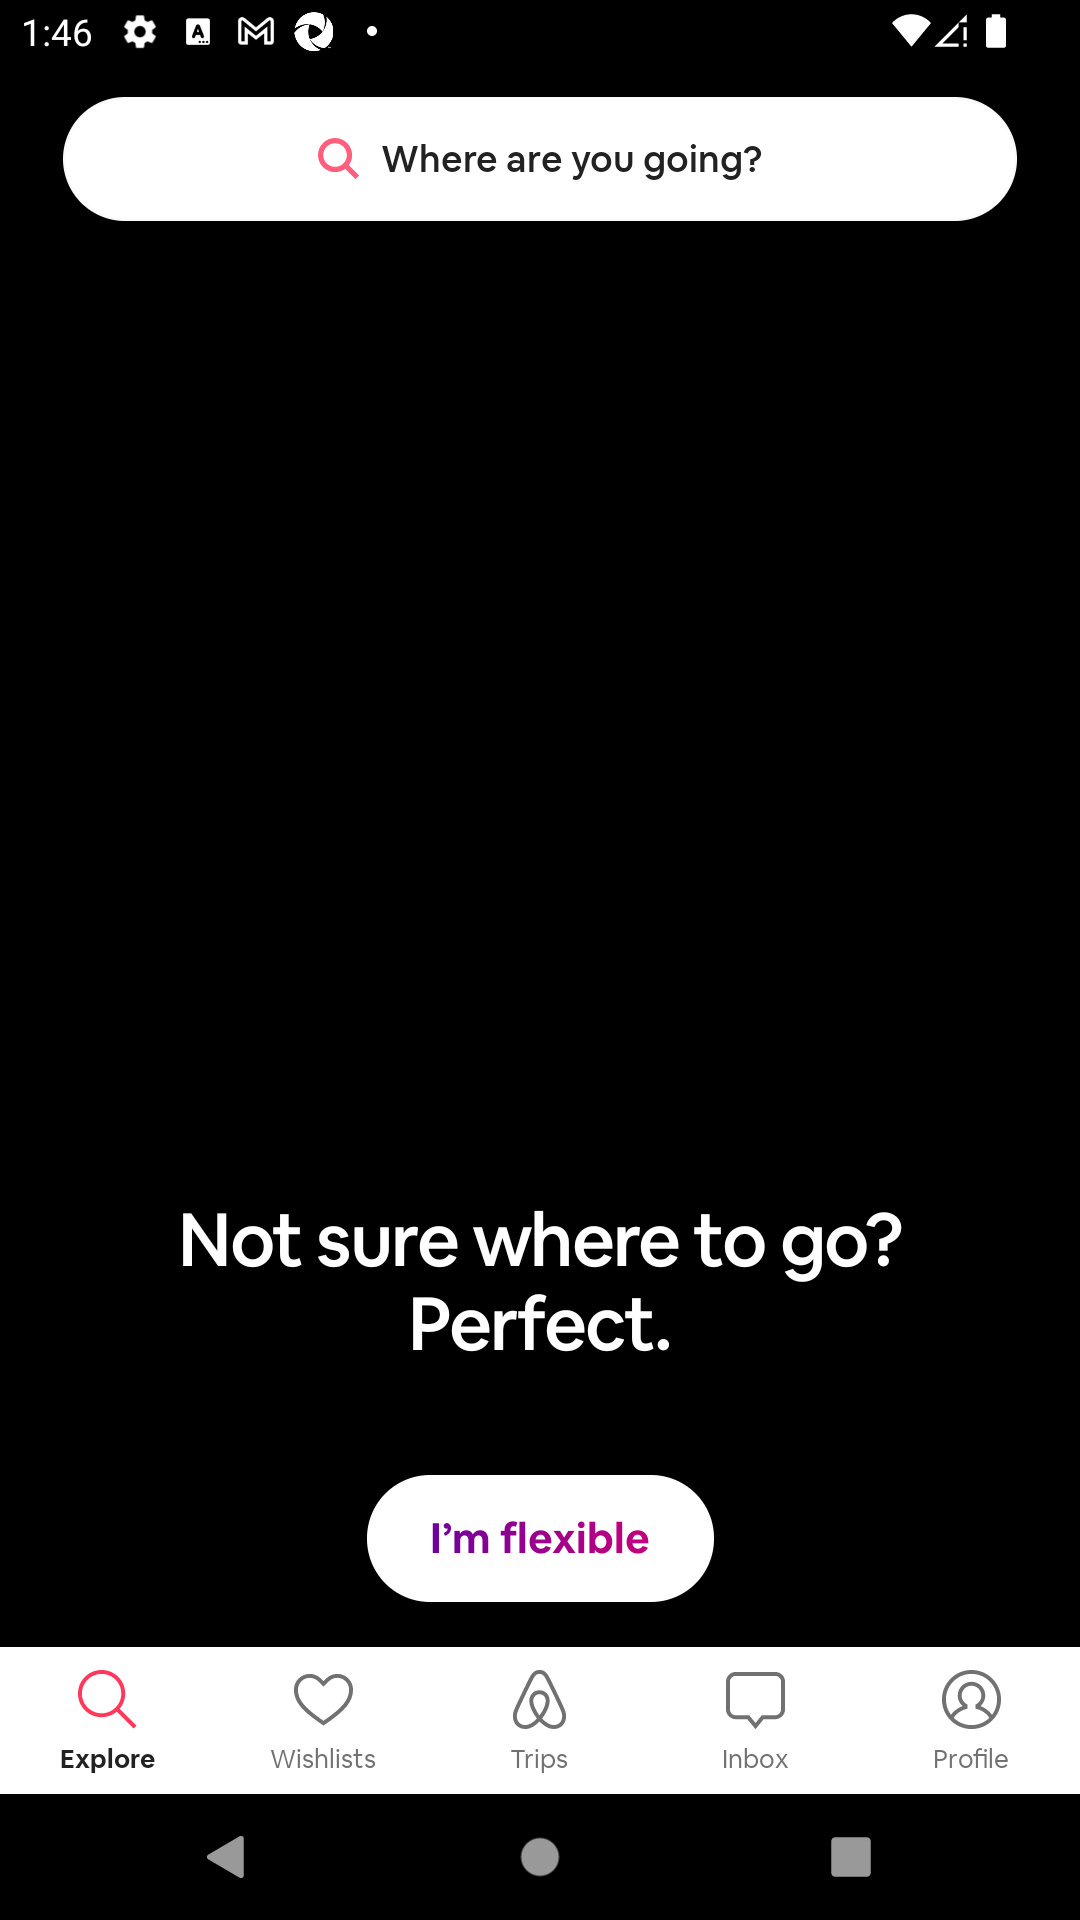 1:46
Where are you going?
Not sure where to go?
Perfect.
I’m flexible
Explore
Wishlists
Trips
Inbox
Profile